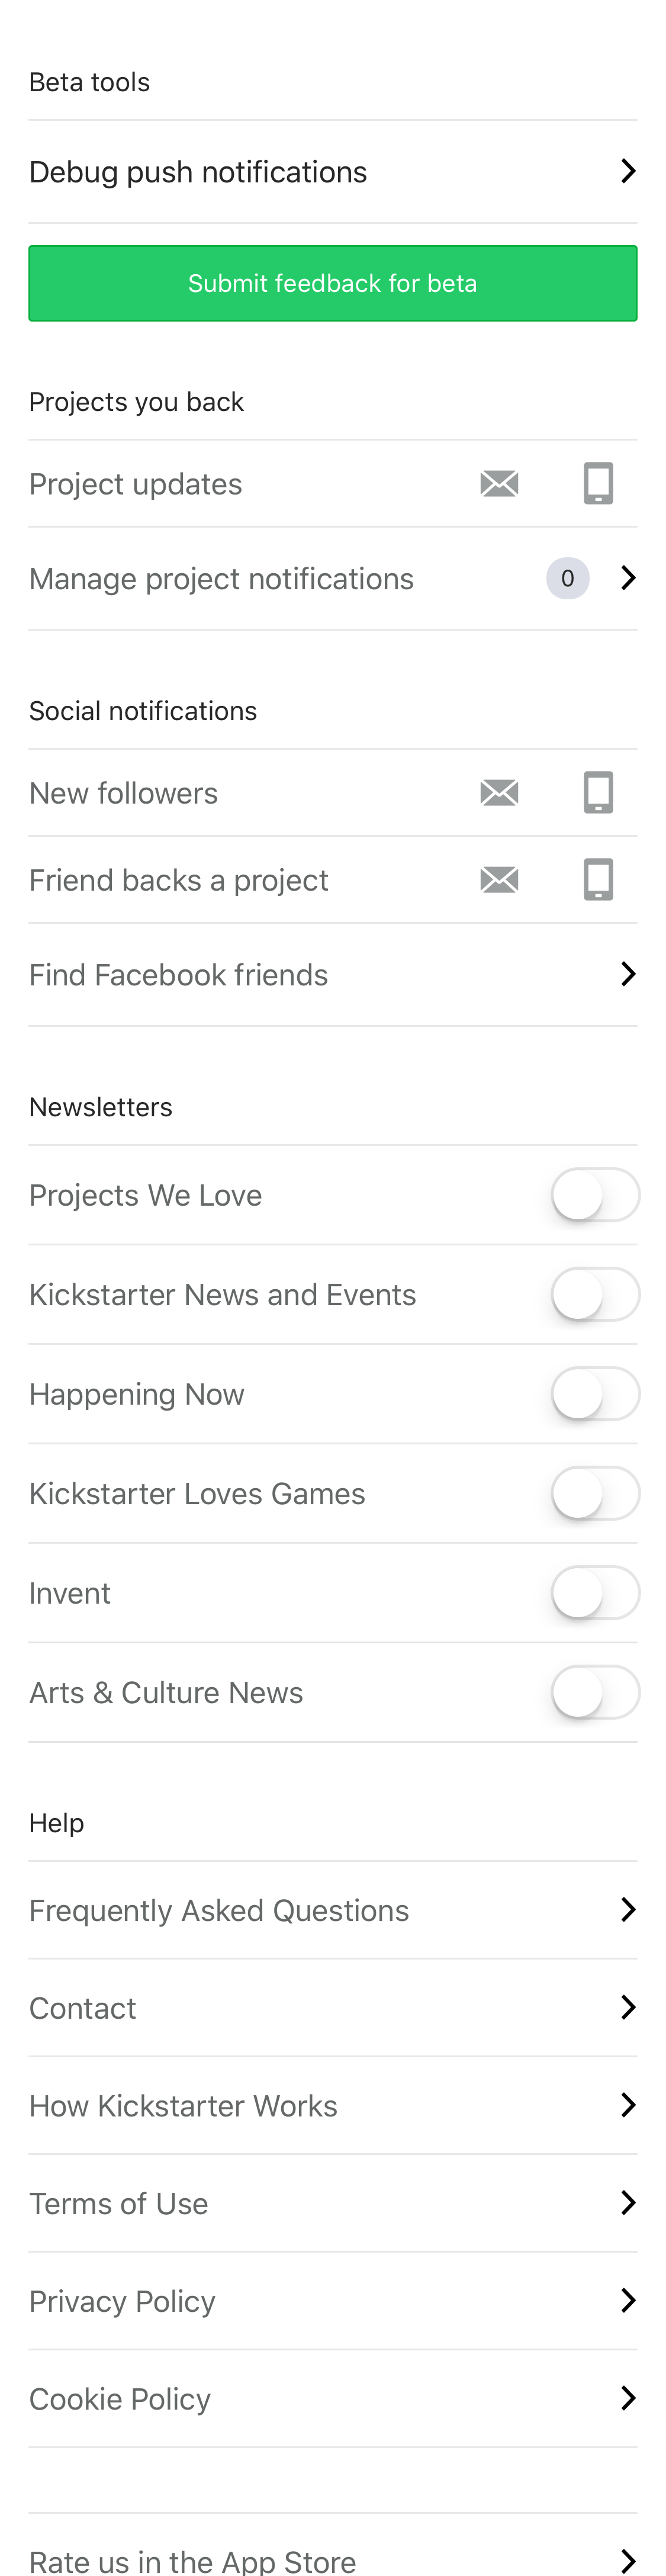 Beta tools
Debug push notifications
Submit feedback for beta
Projects you back
Project updates
Manage project notifications 0
Social notifications
New followers
Friend backs a project
Find Facebook friends
Newsletters
Projects We Love
Kickstarter News and Events
Happening Now
Kickstarter Loves Games
Invent
Arts & Culture News
Help
Frequently Asked Questions
Contact
How Kickstarter Works
Terms of Use
Privacy Policy
Cookie Policy
Rate us in the App Store